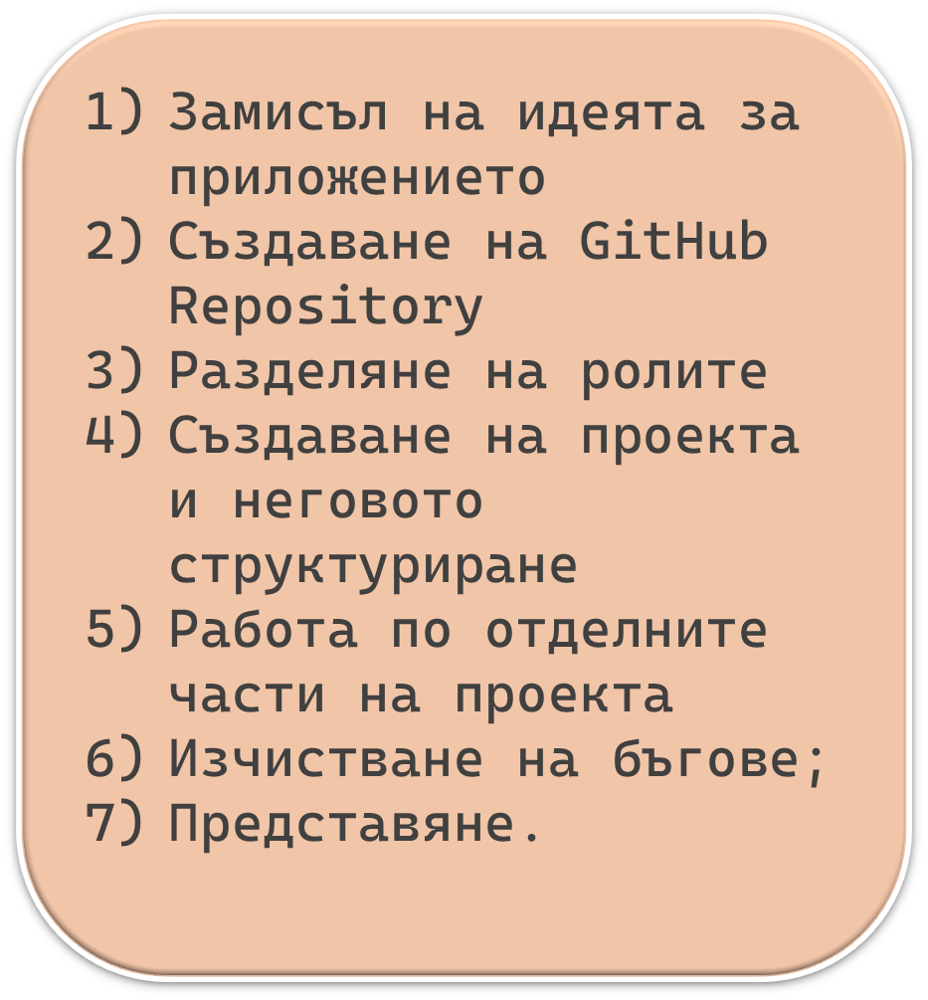 1) Замисъл на идеята за
приложението
2) Създаване на GitHub
Repository
3) Разделяне на ролите
4) Създаване на проекта
и неговото
структуриране
5) Работа по отделните
части на проекта
6) Изчистване на бъгове;
7) Представяне.